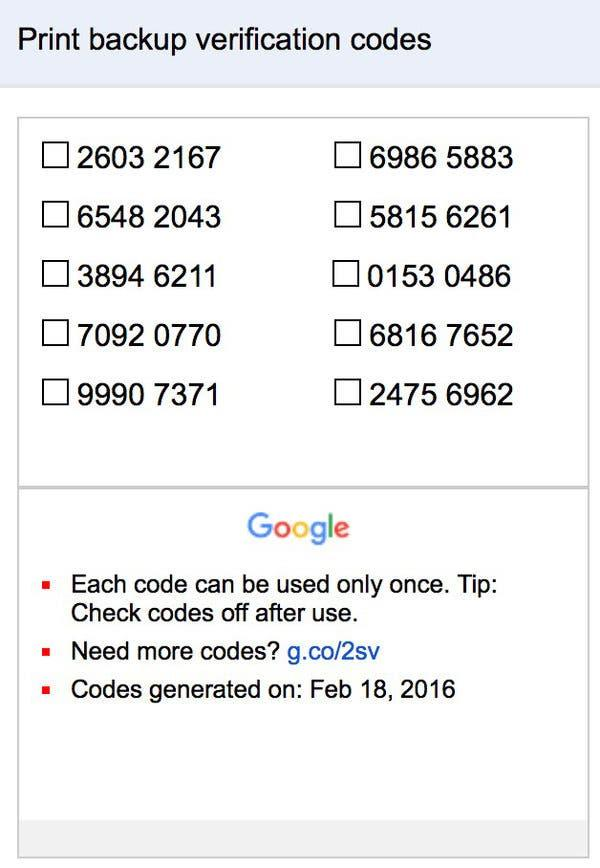 Print backup verification codes
2603 2167
6986 5883
6548 2043
5815 6261
3894 6211
0153 0486
7092 0770
6816 7652
9990 7371
2475 6962
Google
Each code can be used only once. Tip:
Check codes off after use.
Need more codes? g.co/2sv
Codes generated on: Feb 18, 2016